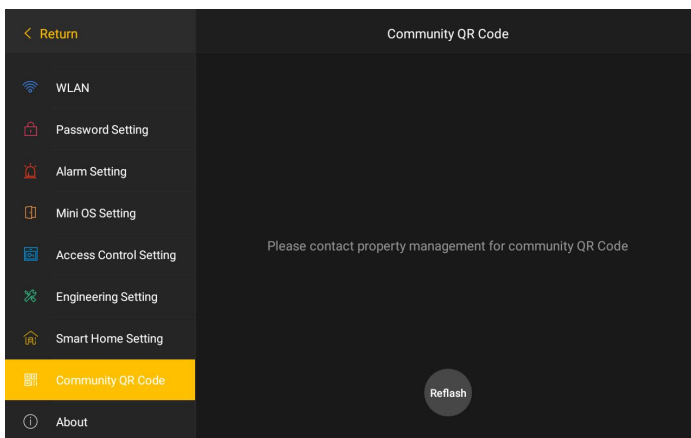 Return
Community QR Code
WLAN
Password Setting
Alarm Setting
Mini OS Setting
Access Control Setting
Engineering Setting
Smart Home Setting
Community QR Code
About
Please contact property management for community QR Code
Reflash